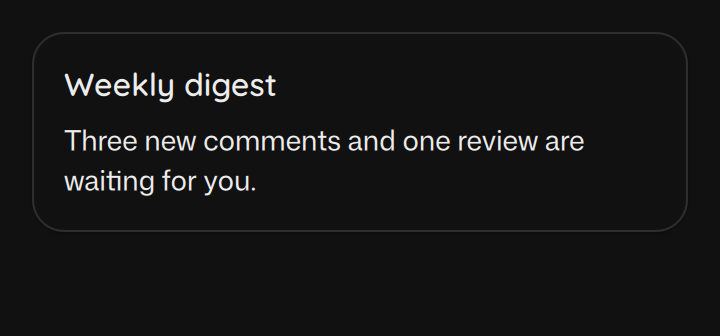 Weekly digest
Three new comments and one review are
waiting for you.